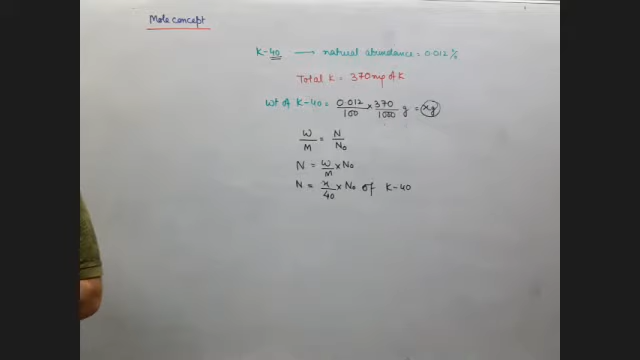 Mole concept
K-40 → natural abundance = 0.012%
Total K = 370 mg of K
Wt of K-40 = 0.012/100 × 370/1000 g = x g
W/M = N/N₀
N = W/M × N₀
N = x/40 × N₀ of K-40